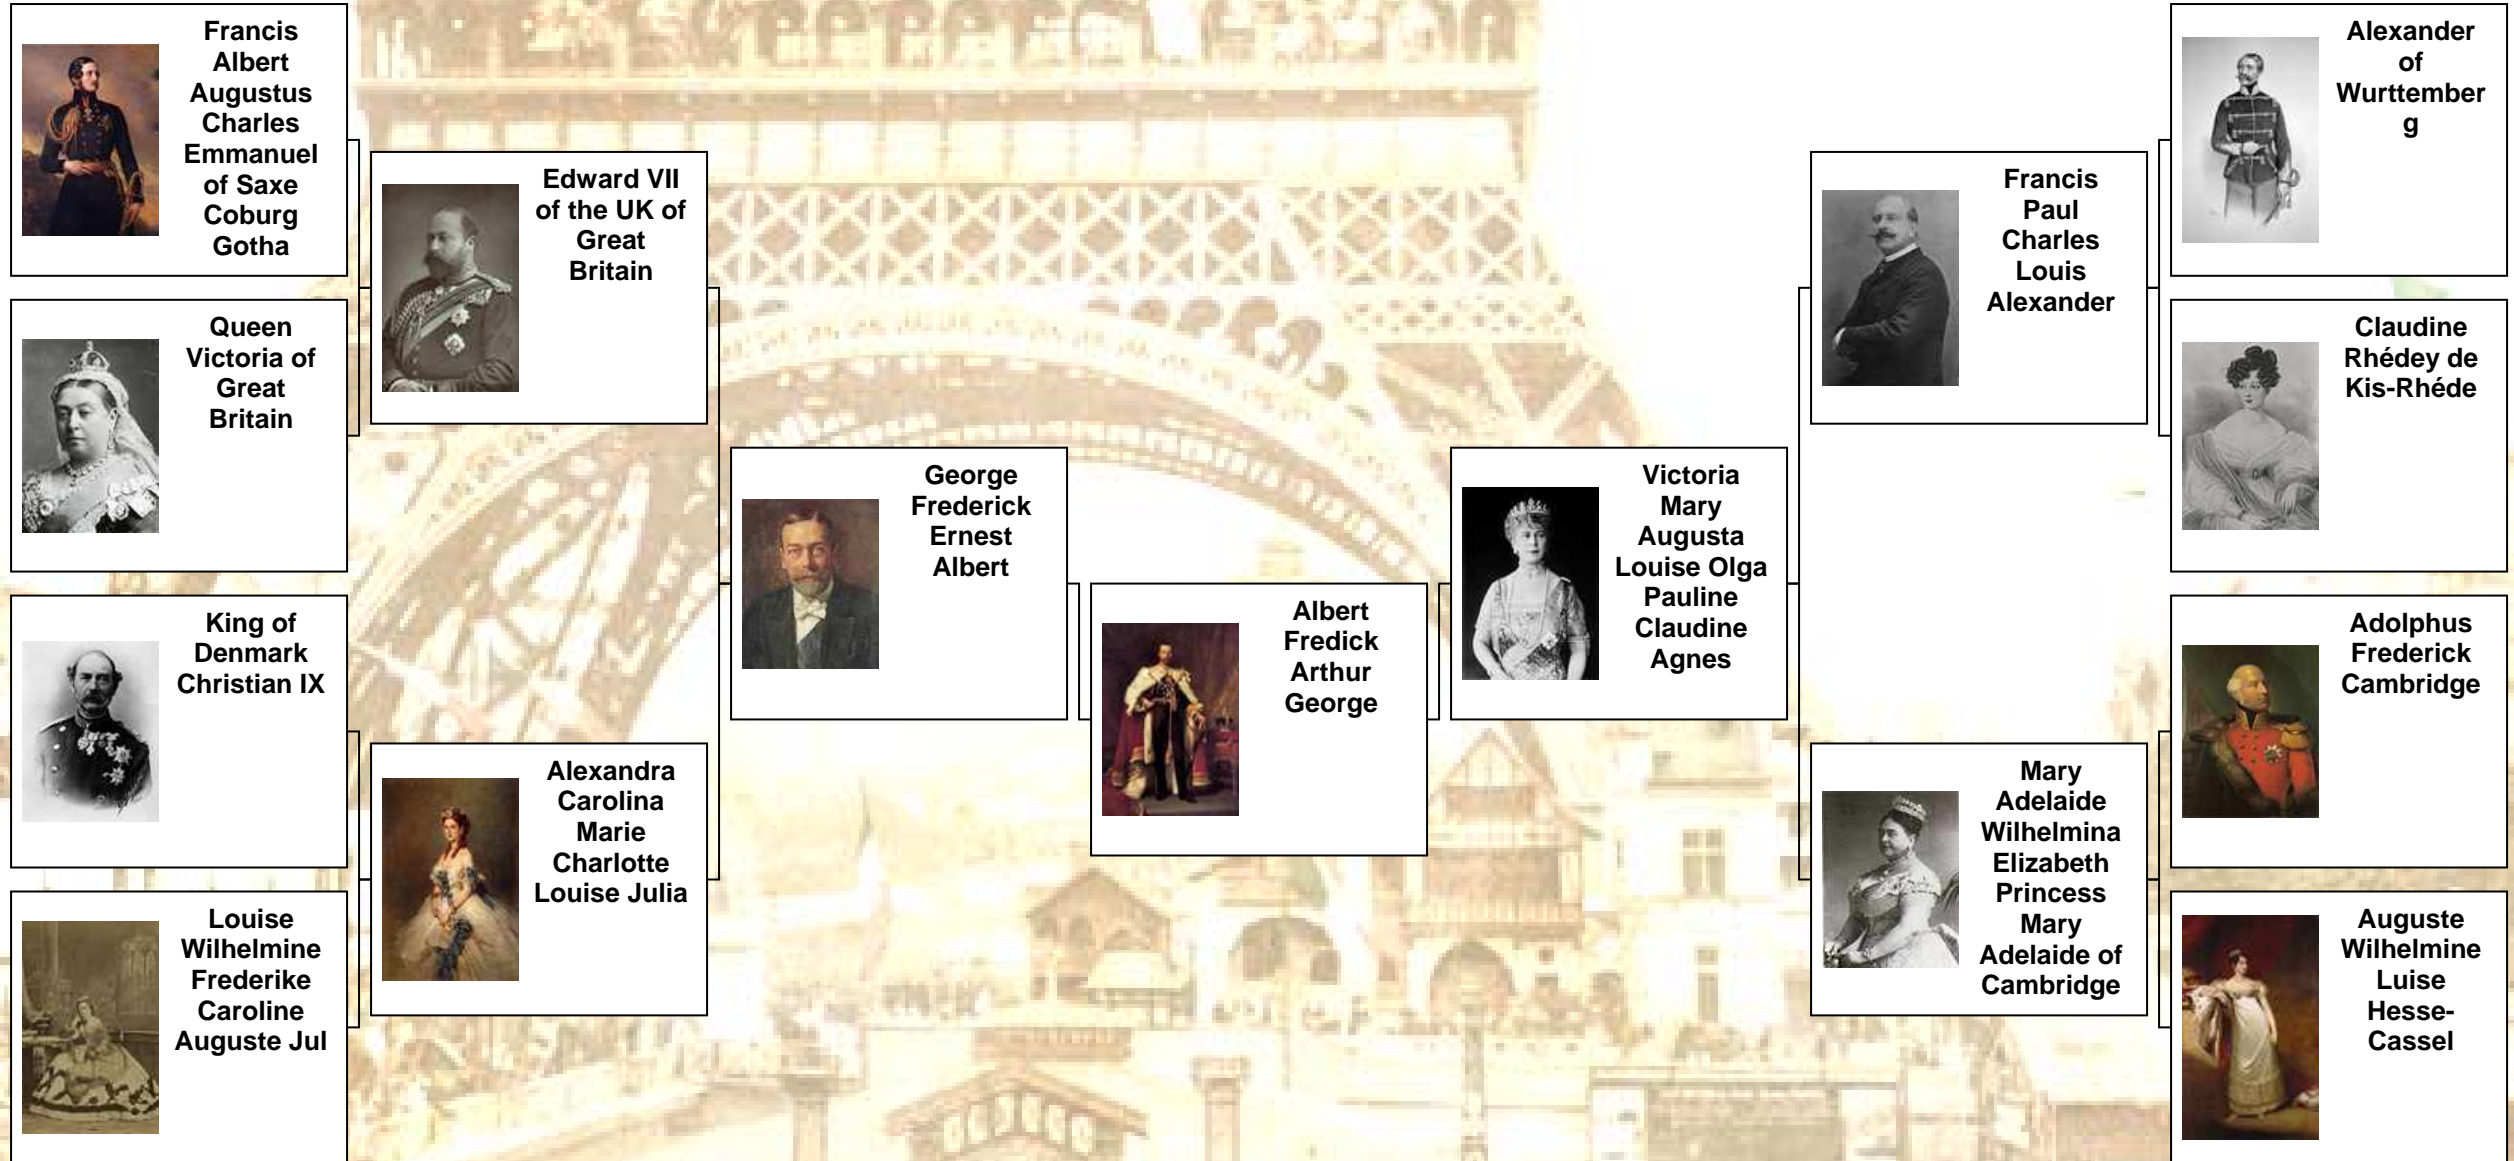 Francis
Albert
Augustus
Charles
Emmanuel
of Saxe
Coburg
Gotha
Queen
Victoria of
Great
Britain
King of
Denmark
Christian IX
Louise
Wilhelmine
Frederike
Caroline
Auguste Jul
Edward VII
of the UK of
Great
Britain
Alexandra
Carolina
Marie
Charlotte
Louise Julia
George
Frederick
Ernest
Albert
Albert
Fredick
Arthur
George
Victoria
Mary
Augusta
Louise Olga
Pauline
Claudine
Agnes
Francis
Paul
Charles
Louis
Alexander
Mary
Adelaide
Wilhelmina
Elizabeth
Princess
Mary
Adelaide of
Cambridge
Alexander
of
Wurttember
g
Claudine
Rhédey de
Kis-Rhéde
Adolphus
Frederick
Cambridge
Auguste
Wilhelmine
Luise
Hesse-
Cassel